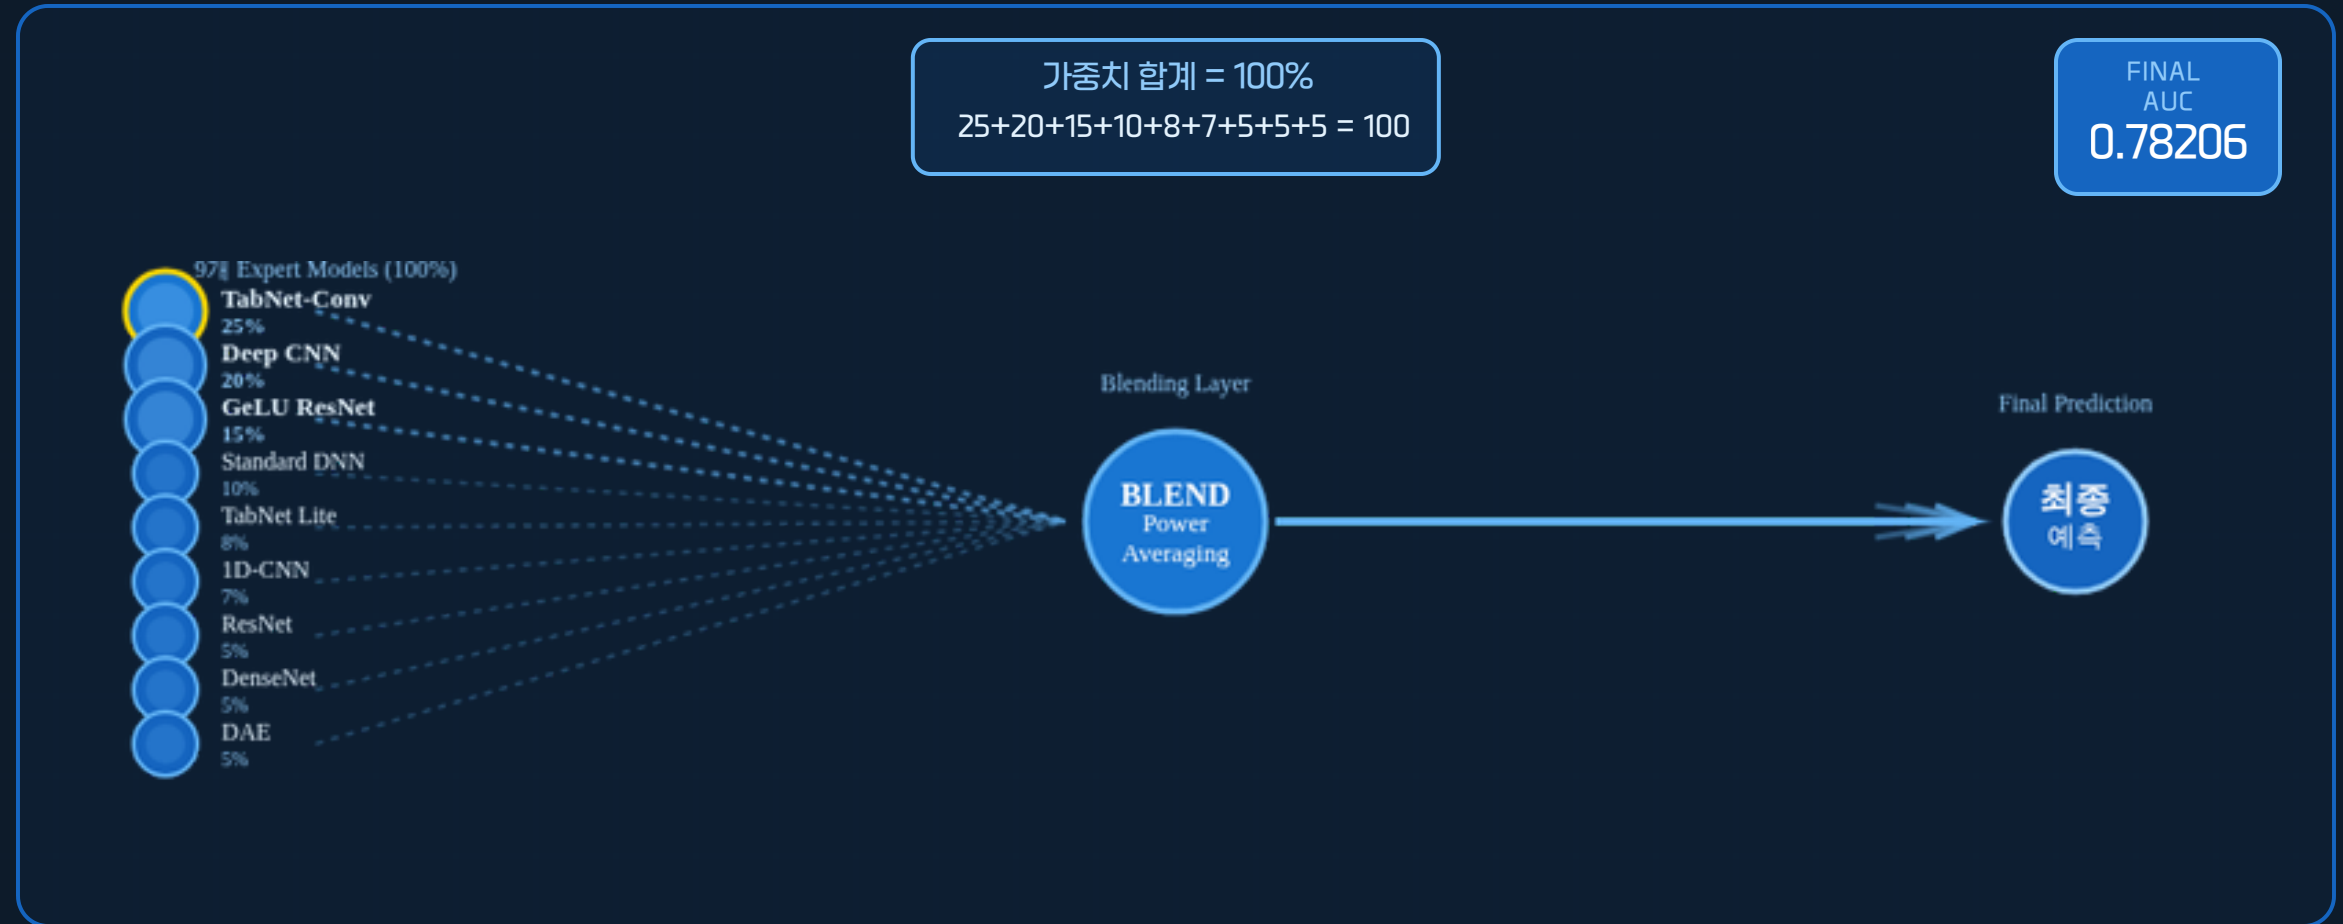 가중치 합계 = 100%
25+20+15+10+8+7+5+5+5 = 100
FINAL
AUC
0.78206
97개 Expert Models (100%)
TabNet-Conv
25%
Deep CNN
20%
GeLU ResNet
15%
Standard DNN
10%
TabNet Lite
8%
1D-CNN
7%
ResNet
5%
DenseNet
5%
DAE
5%
Blending Layer
BLEND
Power
Averaging
Final Prediction
최종
예측